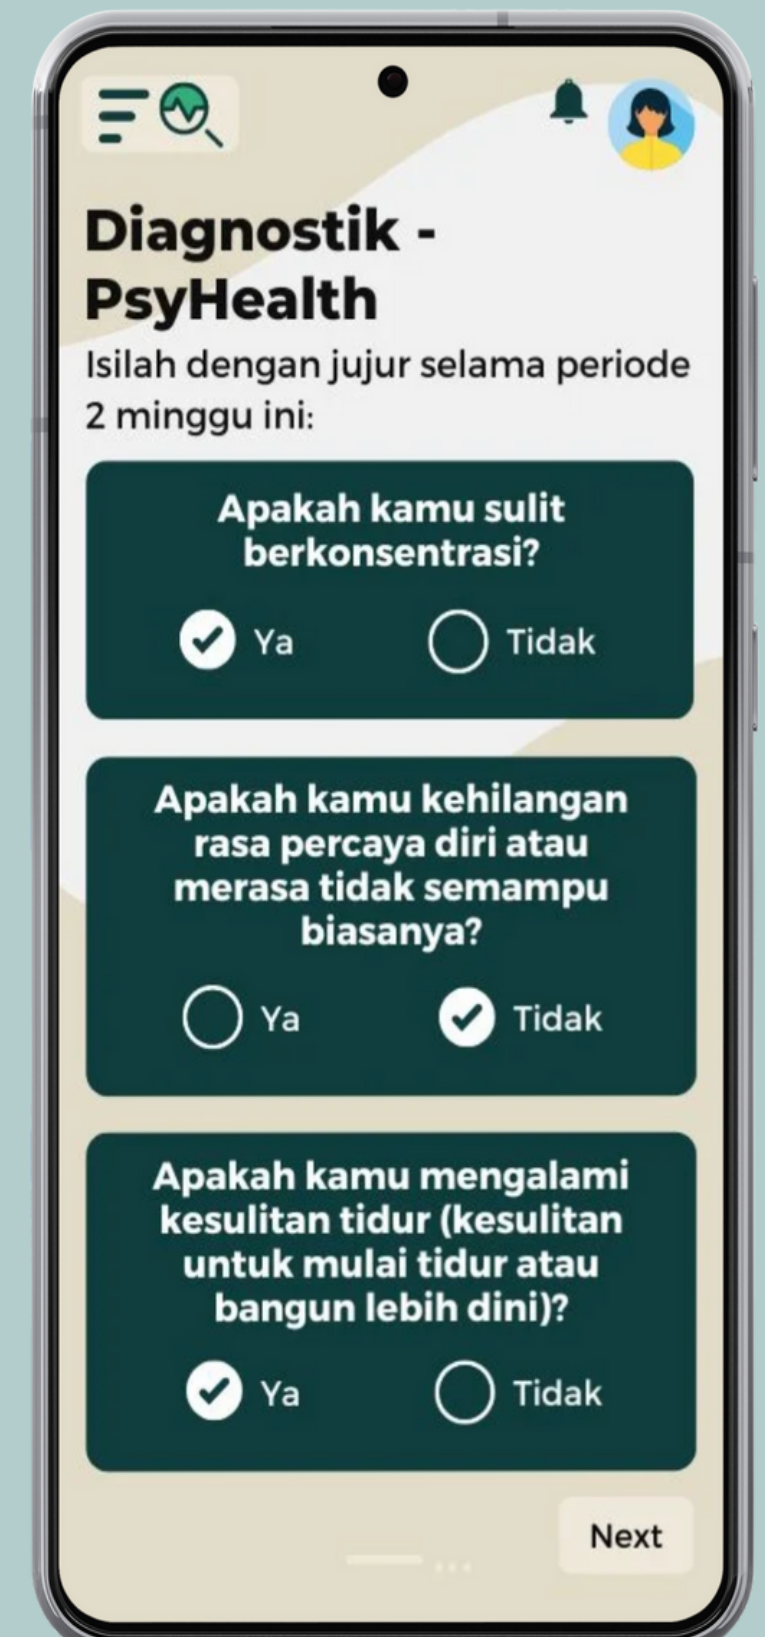 Diagnostik -
PsyHealth
Isilah dengan jujur selama periode
2 minggu ini:
Apakah kamu sulit
berkonsentrasi?
Ya
Tidak
Apakah kamu kehilangan
rasa percaya diri atau
merasa tidak semampu
biasanya?
Ya
Tidak
Apakah kamu mengalami
kesulitan tidur (kesulitan
untuk mulai tidur atau
bangun lebih dini)?
Ya
Tidak
Next